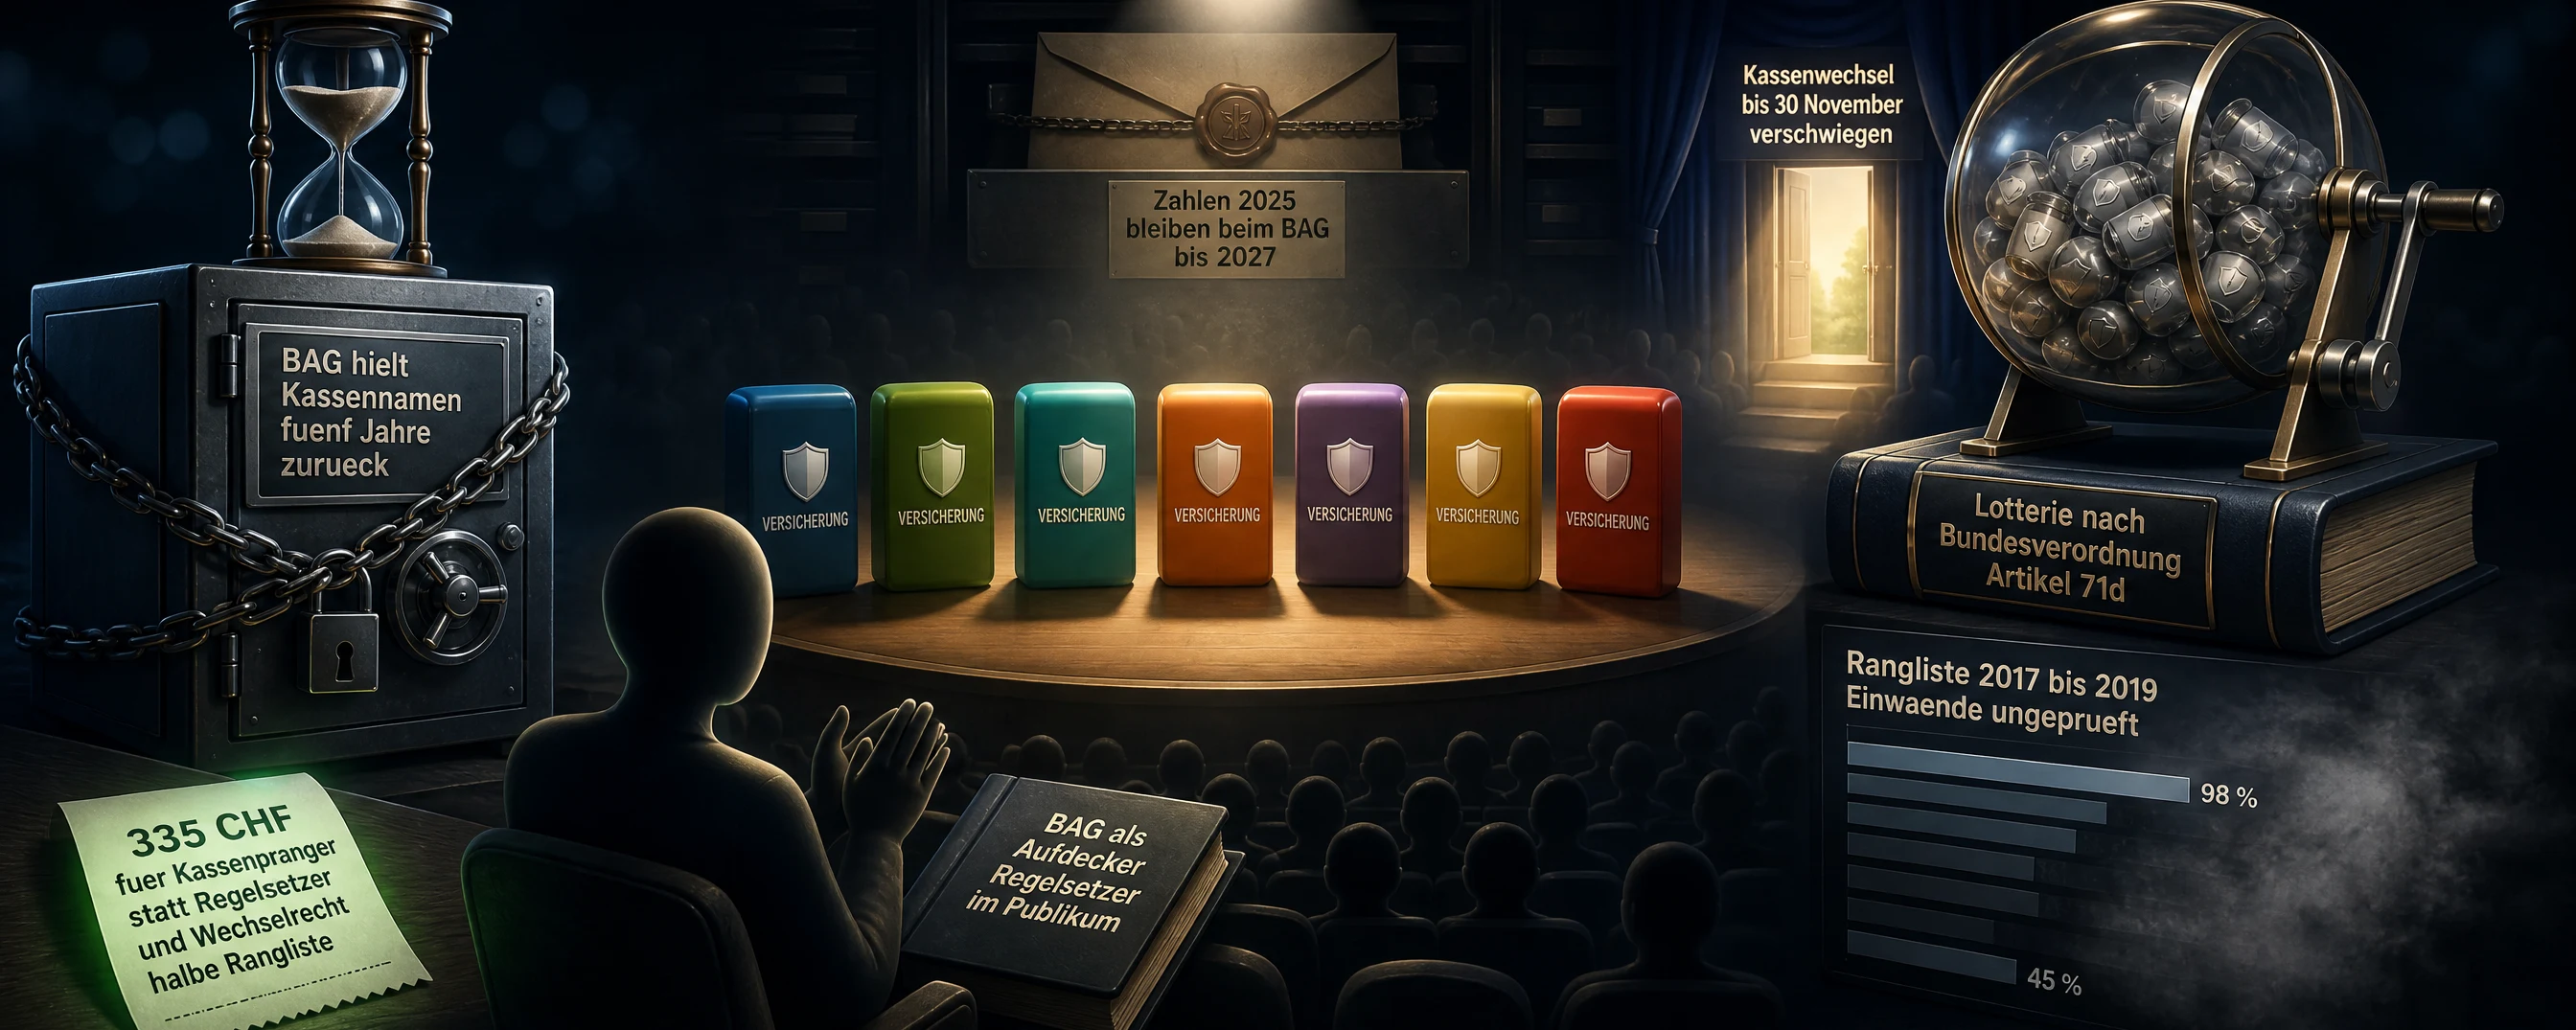 BAG hielt
Kassennamen
fuenf Jahre
zurueck
335 CHF
fuer Kassenpranger
statt Regelsetzer
und Wechselrecht
halbe Rangliste
Zahlen 2025
bleiben beim BAG
bis 2027
VERSICHERUNG
VERSICHERUNG
VERSICHERUNG
VERSICHERUNG
VERSICHERUNG
VERSICHERUNG
VERSICHERUNG
BAG als
Aufdecker
Regelsetzer
im Publikum
Kassenwechsel
bis 30 November
verschwiegen
Lotterie nach
Bundesverordnung
Artikel 71d
Rangliste 2017 bis 2019
Einwaende ungeprueft
98 %
45 %